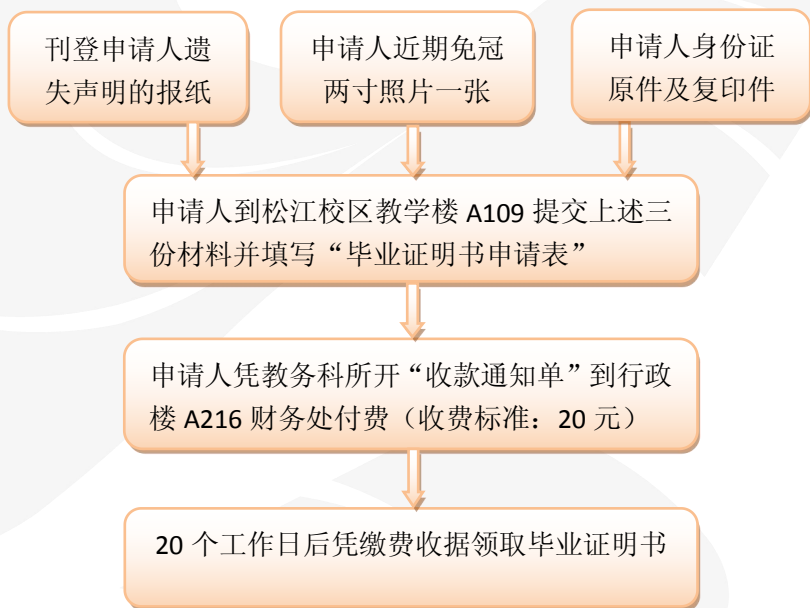 刊登申请人遗
失声明的报纸
申请人近期免冠
两寸照片一张
申请人身份证
原件及复印件
申请人到松江校区教学楼 A109 提交上述三
份材料并填写“毕业证明书申请表”
申请人凭教务科所开“收款通知单”到行政
楼 A216 财务处付费（收费标准：20 元）
20 个工作日后凭缴费收据领取毕业证明书